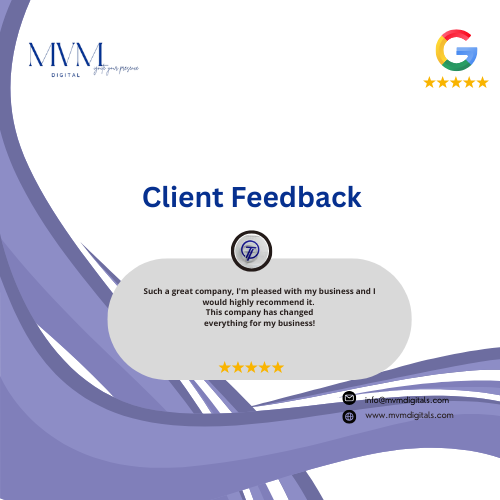 MVM
DIGITAL
Client Feedback
Such a great company, I'm pleased with my business and I
would highly recommend it.
This company has changed
everything for my business!
info@mvmdigitals.com
www.mvmdigitals.com